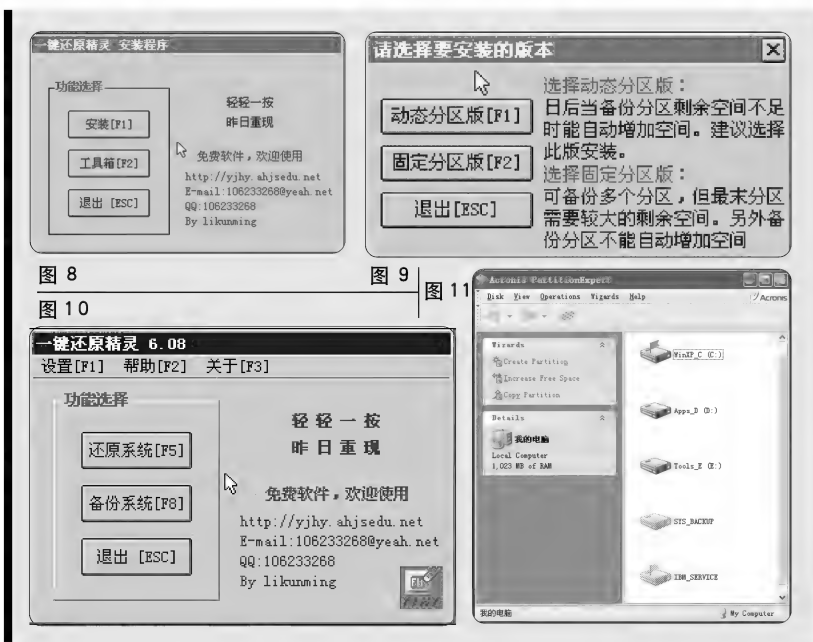 一键还原精灵 安装程序
功能选择
安装[F1]
工具箱[F2]
退出 [ESC]
轻轻一按
昨日重现
免费软件，欢迎使用
http://yjhy.ahjsedu.net
E-mail:106233268@yeah.net
QQ:106233268
By likunming
图 8
请选择要安装的版本
动态分区版[F1]
固定分区版[F2]
退出[ESC]
选择动态分区版：
日后当备份分区剩余空间不足
时能自动增加空间。建议选择
此版安装。
选择固定分区版：
可备份多个分区，但最末分区
需要较大的剩余空间。另外备
份分区不能自动增加空间
图 9
图 10
一键还原精灵 6.08
设置[F1] 帮助[F2] 关于[F3]
功能选择
还原系统[F5]
备份系统[F8]
退出 [ESC]
轻 轻 一 按
昨 日 重 现
免费软件，欢迎使用
http://yjhy.ahjsedu.net
E-mail:106233268@yeah.net
QQ:106233268
By likunming
图 11
Acronis PartitionExpert
Disk View Operations Wizards Help
Acronis
Wizards
Create Partition
Increase Free Space
Copy Partition
Details
我的电脑
Local Computer
1,023 MB of RAM
WinXP_C (C:)
Apps_D (D:)
Tools_E (E:)
SYS_BACKUP
IBM_SERVICE
我的电脑
My Computer